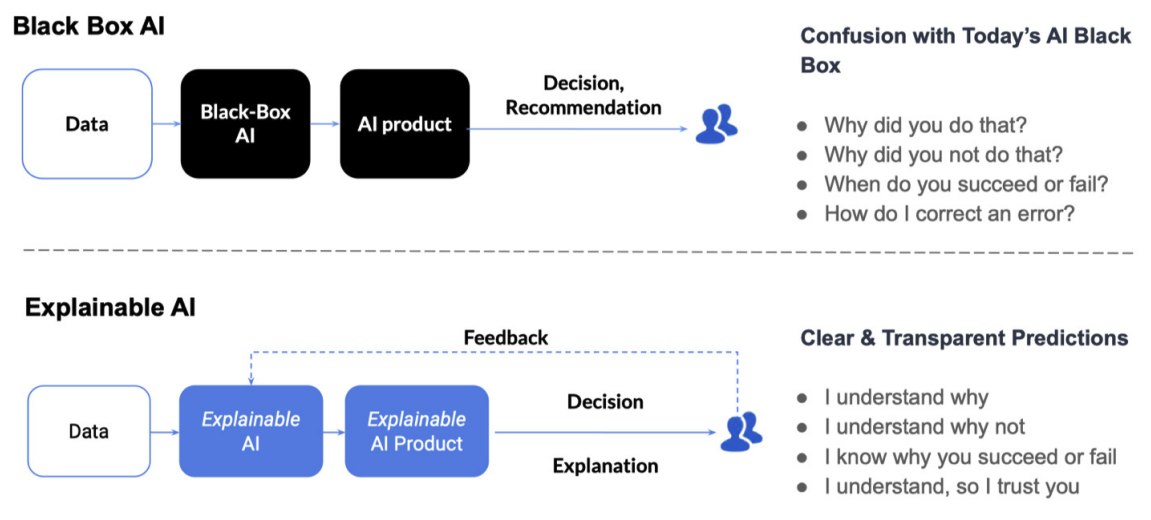 Black Box AI
Data
Black-Box
AI
AI product
Decision,
Recommendation
Confusion with Today’s AI Black
Box
● Why did you do that?
● Why did you not do that?
● When do you succeed or fail?
● How do I correct an error?
Explainable AI
Feedback
Data
Explainable
AI
Explainable
AI Product
Decision
Explanation
Clear & Transparent Predictions
● I understand why
● I understand why not
● I know why you succeed or fail
● I understand, so I trust you